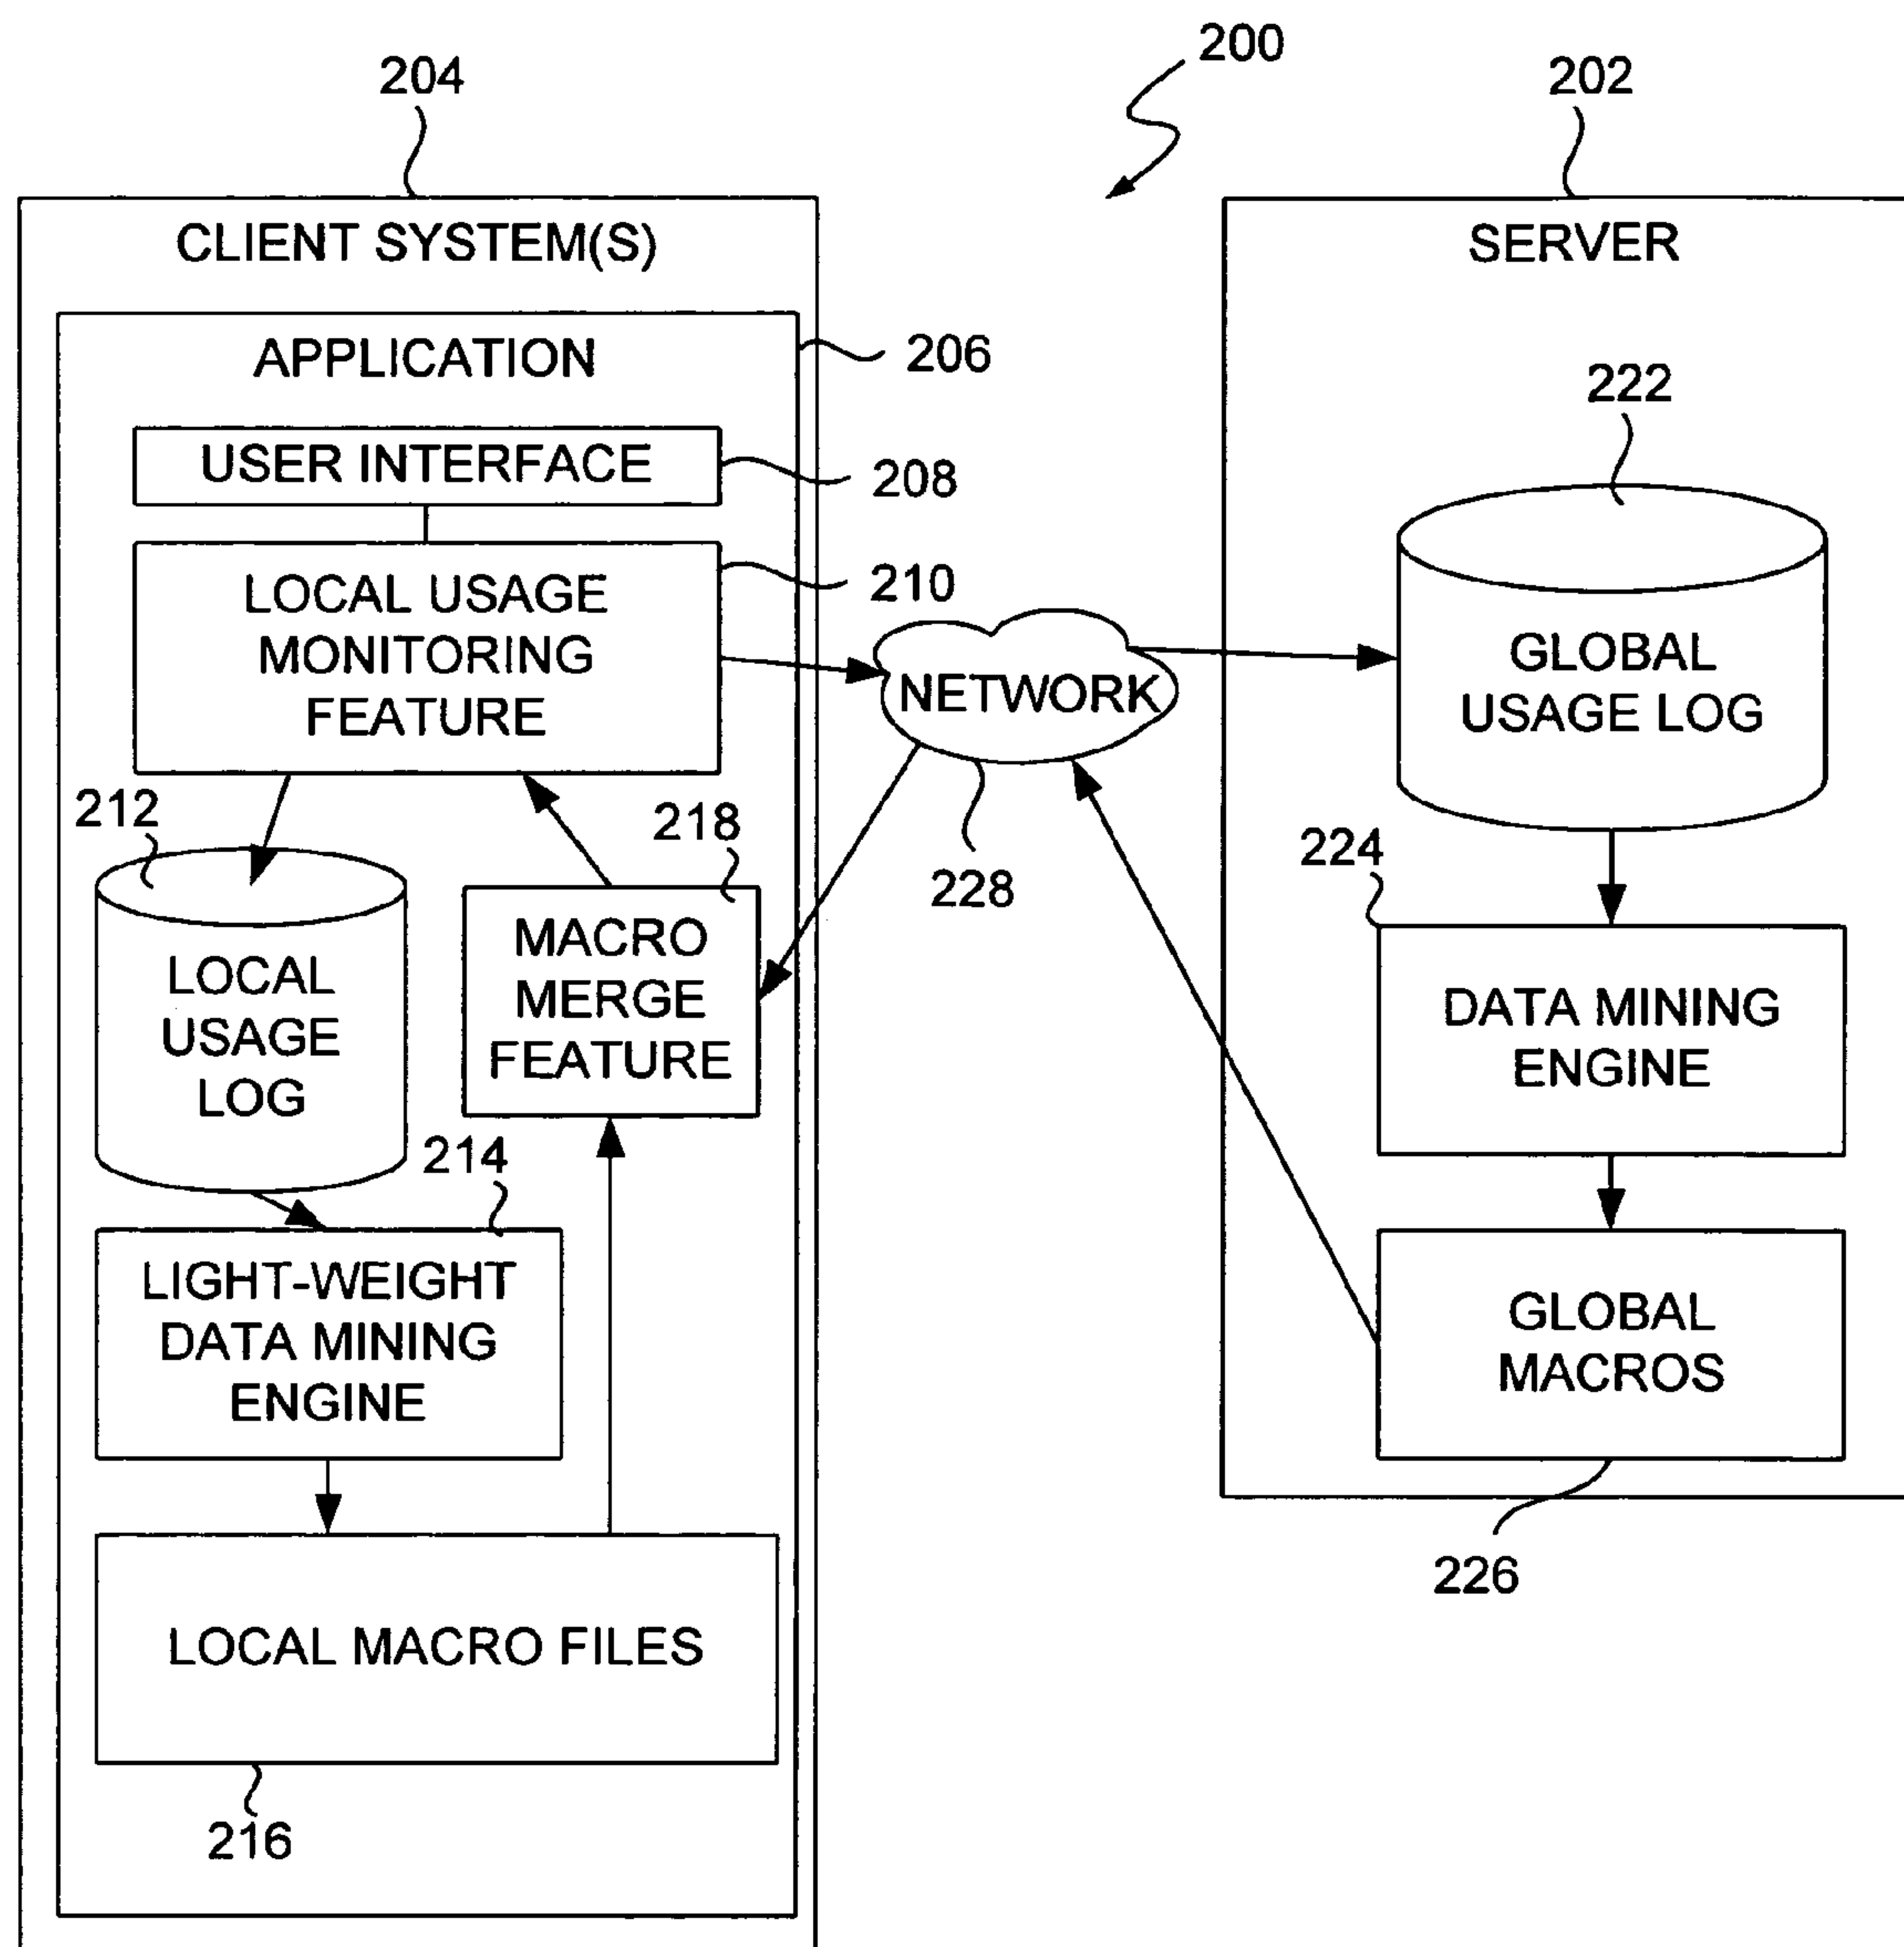 200
204
202
CLIENT SYSTEM(S)
SERVER
APPLICATION
206
USER INTERFACE
208
222
LOCAL USAGE
MONITORING
FEATURE
210
NETWORK
228
GLOBAL
USAGE LOG
212
218
224
LOCAL
USAGE
LOG
MACRO
MERGE
FEATURE
DATA MINING
ENGINE
214
LIGHT-WEIGHT
DATA MINING
ENGINE
GLOBAL
MACROS
226
LOCAL MACRO FILES
216